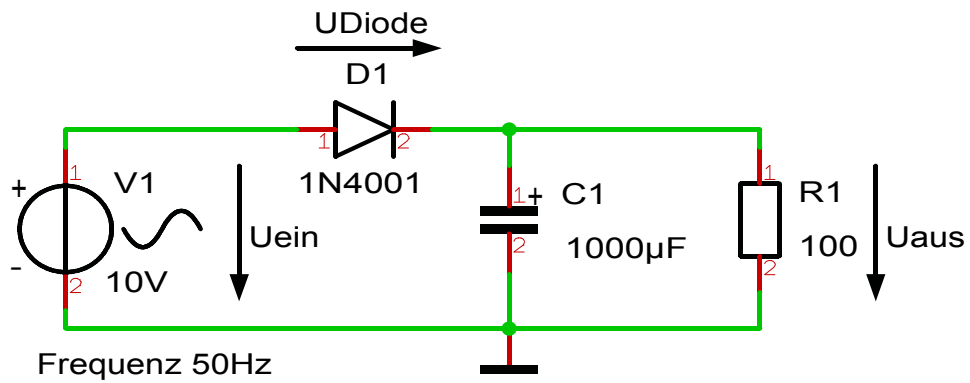 UDiode
D1
1
2
1N4001
1
+
V1
-
10V
2
Uein
1
+
C1
2
1000µF
1
R1
100
2
Uaus
Frequenz 50Hz